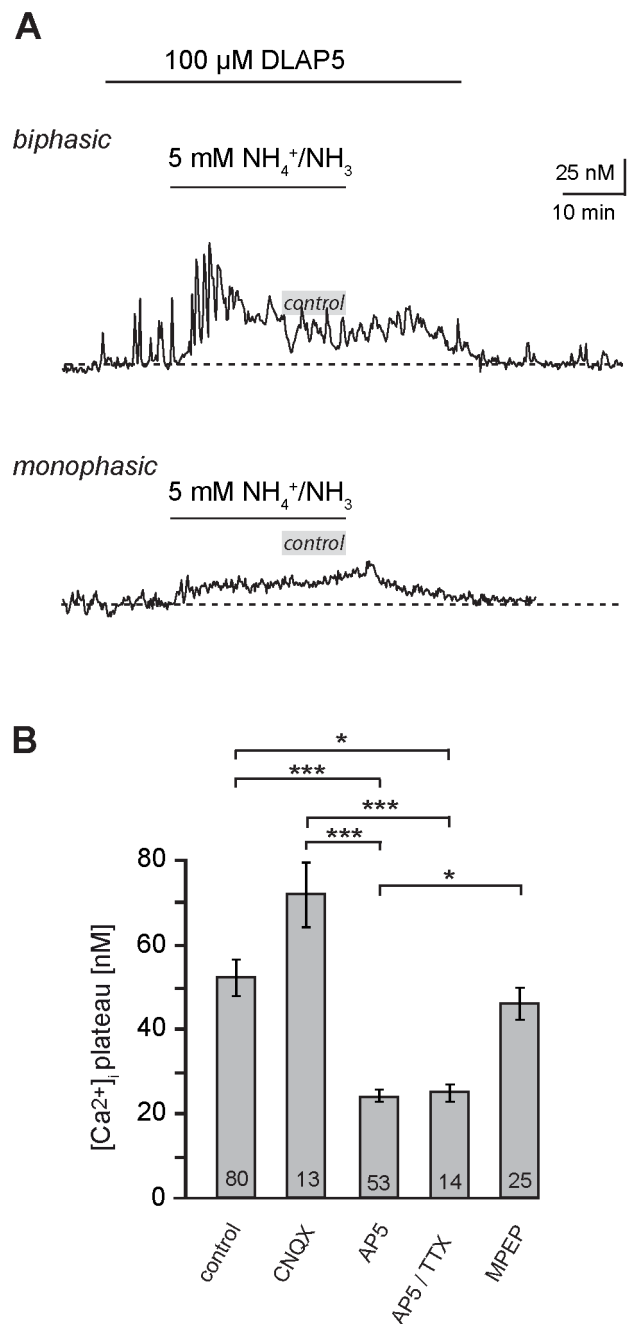 A
100 µM DLAP5
biphasic
5 mM NH₄⁺/NH₃
25 nM
10 min
control
monophasic
5 mM NH₄⁺/NH₃
control
B
*
***
***
***
*
[Ca²⁺]ᵢ plateau [nM]
80
60
40
20
0
80 13 53 14 25
control CNQX AP5 AP5 / TTX MPEP